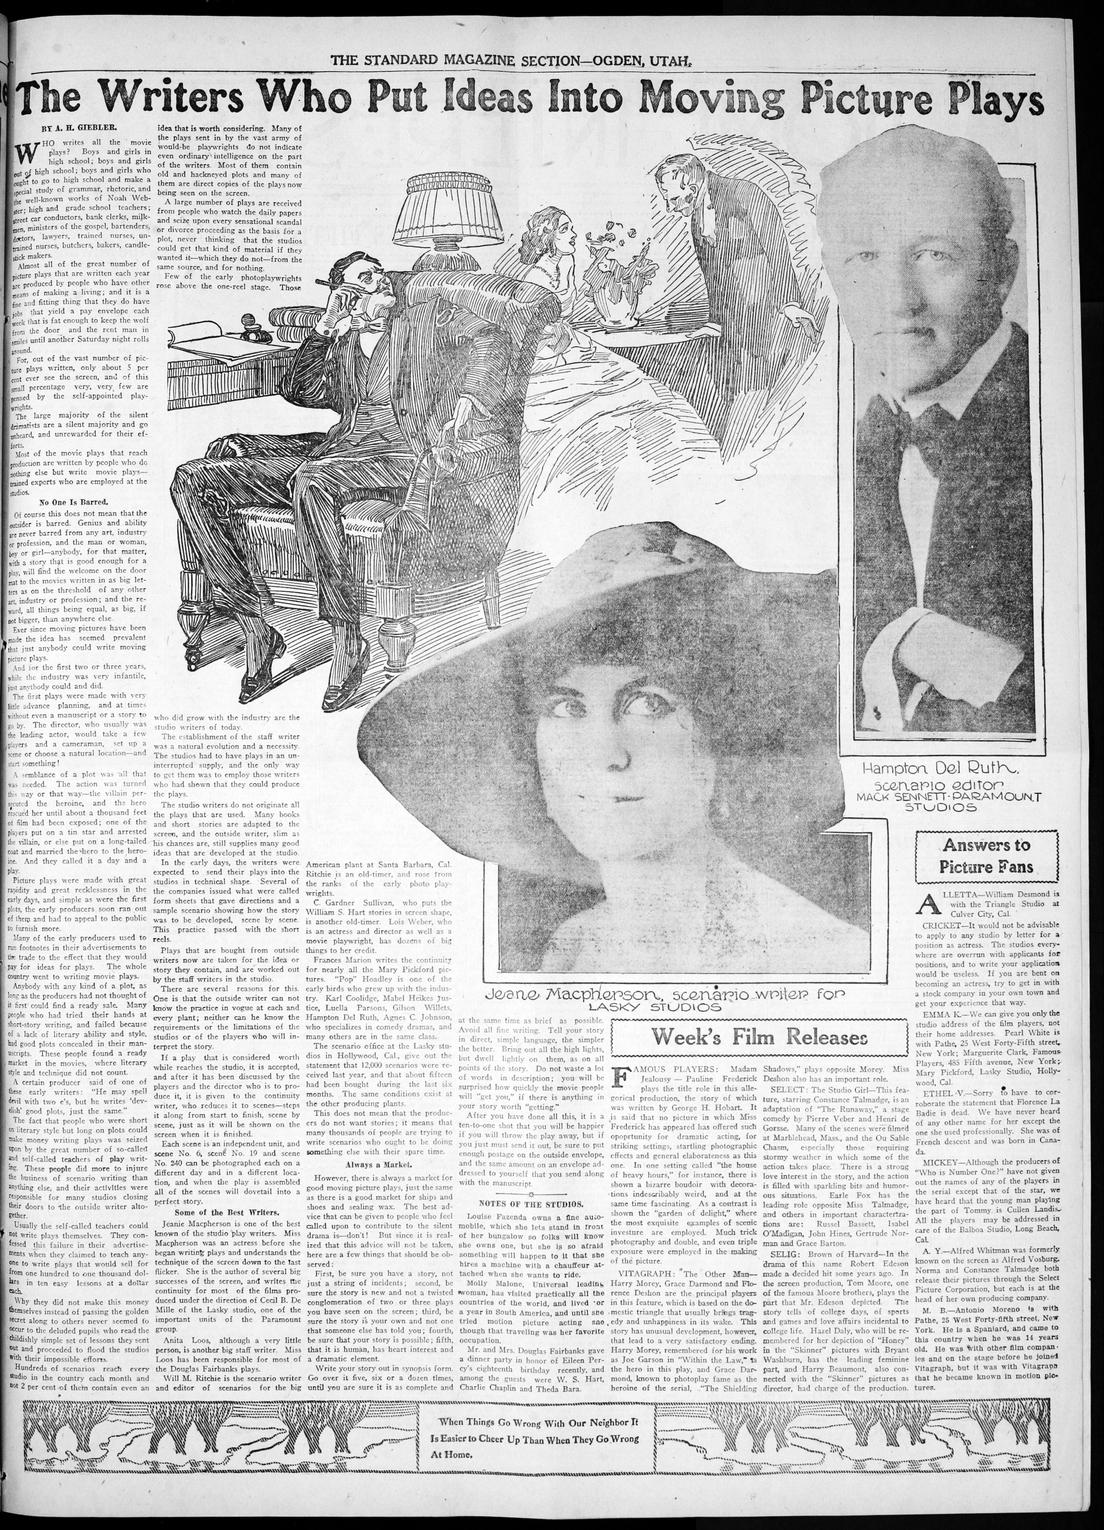 THE STANDARD MAGAZINE SECTION—OGDEN, UTAH.
The Writers Who Put Ideas Into Moving Picture Plays
BY A. H. GIEBLER.
WHO writes all the movie
plays? Boys and girls in
high school; boys and girls
out of high school; boys and girls who
ought to go to high school and make a
special study of grammar, rhetoric, and
the well-known works of Noah Web-
ster; high and grade school teachers;
street car conductors, bank clerks, milk-
men, ministers of the gospel, bartenders,
doctors, lawyers, trained nurses, un-
trained nurses, butchers, bakers, candle-
stick makers.
Almost all of the great number of
picture plays that are written each year
are produced by people who have other
means of making a living; and it is a
fine and fitting thing that they do have
jobs that yield a pay envelope each
week that is fat enough to keep the wolf
from the door and the rent man in
smiles until another Saturday night rolls
around.
For, out of the vast number of pic-
ture plays written, only about 5 per
cent ever see the screen, and of this
small percentage very, very few are
penned by the self-appointed play-
wrights.
The large majority of the silent
dramatists are a silent majority and go
unheard, and unrewarded for their ef-
forts.
Most of the movie plays that reach
production are written by people who do
nothing else but write movie plays—
trained experts who are employed at the
studios.
No One Is Barred.
Of course this does not mean that the
outsider is barred. Genius and ability
are never barred from any art, industry
or profession, and the man or woman,
boy or girl—anybody, for that matter,
with a story that is good enough for a
play, will find the welcome on the door
mat to the movies written in as big let-
ters as on the threshold of any other
art, industry or profession; and the re-
ward, all things being equal, as big, if
not bigger, than anywhere else.
Ever since moving pictures have been
made the idea has seemed prevalent
that just anybody could write moving
picture plays.
And for the first two or three years,
while the industry was very infantile,
just anybody could and did.
The first plays were made with very
little advance planning, and at times
without even a manuscript or a story to
go by. The director, who usually was
the leading actor, would take a few
players and a cameraman, set up a
scene or choose a natural location—and
start something!
A semblance of a plot was all that
was needed. The action was turned
this way or that way—the villain per-
secuted the heroine, and the hero
rescued her until about a thousand feet
of film had been exposed; one of the
players put on a tin star and arrested
the villain, or else put on a long-tailed
coat and married the hero to the hero-
ine. And they called it a day and a
play.
Picture plays were made with great
rapidity and great recklessness in the
early days, and simple as were the first
plots, the early producers soon ran out
of them and had to appeal to the public
to furnish more.
Many of the early producers used to
run footnotes in their advertisements to
the trade to the effect that they would
pay for ideas for plays. The whole
country went to writing movie plays.
Anybody with any kind of a plot, as
long as the producers had not thought of
it first could find a ready sale. Many
people who had tried their hands at
short-story writing, and failed because
of a lack of literary ability and style,
had good plots concealed in their man-
uscripts. These people found a ready
market in the movies, where literary
style and technique did not count.
A certain producer said of one of
these early writers: "He may spell
devil with two e's, but he writes 'dev-
elish' good plots, just the same."
The fact that people who were short
on literary style but long on plots could
make money writing plays was seized
upon by the great number of so-called
and self-called teachers of play writ-
ing. These people did more to injure
the business of scenario writing than
anything else, and their activities were
responsible for many studios closing
their doors to the outside writer alto-
gether.
Usually the self-called teachers could
not write plays themselves. They con-
fessed this failure in their advertise-
ments when they claimed to teach any-
one to write plays that would sell for
from one hundred to one thousand dol-
lars in ten easy lessons at a dollar
each.
Why they did not make this money
themselves instead of passing the golden
secret along to others never seemed to
occur to the deluded pupils who read the
childishly simple set of lessons they sent
out and proceeded to flood the studios
with their impossible efforts.
Hundreds of scenarios reach every
studio in the country each month and
not 2 per cent of them contain even an
idea that is worth considering. Many of
the plays sent in by the vast army of
would-be playwrights do not indicate
even ordinary intelligence on the part
of the writers. Most of them contain
old and hackneyed plots and many of
them are direct copies of the plays now
being seen on the screen.
A large number of plays are received
from people who watch the daily papers
and seize upon every sensational scandal
or divorce proceeding as the basis for a
plot, never thinking that the studios
could get that kind of material if they
wanted it—which they do not—from the
same source, and for nothing.
Few of the early photoplaywrights
rose above the one-reel stage. Those
who did grow with the industry are the
studio writers of today.
The establishment of the staff writer
was a natural evolution and a necessity.
The studios had to have plays in an un-
interrupted supply, and the only way
to get them was to employ those writers
who had shown that they could produce
the plays.
The studio writers do not originate all
the plays that are used. Many books
and short stories are adapted to the
screen, and the outside writer, slim as
his chances are, still supplies many good
ideas that are developed at the studio.
In the early days, the writers were
expected to send their plays into the
studios in technical shape. Several of
the companies issued what were called
form sheets that gave directions and a
sample scenario showing how the story
was to be developed, scene by scene.
This practice passed with the short
reels.
Plays that are bought from outside
writers now are taken for the idea or
story they contain, and are worked out
by the staff writers in the studio.
There are several reasons for this.
One is that the outside writer can not
know the practice in vogue at each and
every plant; neither can he know the
requirements or the limitations of the
studios or of the players who will in-
terpret the story.
If a play that is considered worth
while reaches the studio, it is accepted,
and after it has been discussed by the
players and the director who is to pro-
duce it, it is given to the continuity
writer, who reduces it to scenes—steps
it along from start to finish, scene by
scene, just as it will be shown on the
screen when it is finished.
Each scene is an independent unit, and
scene No. 6, scene No. 19 and scene
No. 240 can be photographed each on a
different day and in a different loca-
tion, and when the play is assembled
all of the scenes will dovetail into a
perfect story.
Some of the Best Writers.
Jeanie Macpherson is one of the best
known of the studio play writers. Miss
Macpherson was an actress before she
began writing plays and understands the
technique of the screen down to the last
flicker. She is the author of several big
successes of the screen, and writes the
continuity for most of the films pro-
duced under the direction of Cecil B. De
Mille of the Lasky studio, one of the
important units of the Paramount
group.
Anita Loos, although a very little
person, is another big staff writer. Miss
Loos has been responsible for most of
the Douglas Fairbanks plays.
Will M. Ritchie is the scenario writer
and editor of scenarios for the big
American plant at Santa Barbara, Cal.
Ritchie is an old-timer, and rose from
the ranks of the early photo play-
wrights.
C. Gardner Sullivan, who puts the
William S. Hart stories in screen shape,
is another old-timer. Lois Weber, who
is an actress and director as well as a
movie playwright, has dozens of big
things to her credit.
Frances Marion writes the continuity
for nearly all the Mary Pickford pic-
tures. "Pop" Hoadley is one of the
early birds who grew up with the indus-
try. Karl Coolidge, Mabel Heikes Jus-
tice, Luella Parsons, Gilson Willets,
Hampton Del Ruth, Agnes C. Johnson,
who specializes in comedy dramas, and
many others are in the same class.
The scenario office at the Lasky stu-
dios in Hollywood, Cal., give out the
statement that 12,000 scenarios were re-
ceived last year, and that about fifteen
had been bought during the last six
months. The same conditions exist at
the other producing plants.
This does not mean that the produc-
ers do not want stories; it means that
many thousands of people are trying to
write scenarios who ought to be doing
something else with their spare time.
Always a Market.
However, there is always a market for
good moving picture plays, just the same
as there is a good market for ships and
shoes and sealing wax. The best ad-
vice that can be given to people who feel
called upon to contribute to the silent
drama is—don't! But since it is real-
ized that this advice will not be taken,
here are a few things that should be ob-
served:
First, be sure you have a story, not
just a string of incidents; second, be
sure the story is new and not a twisted
conglomeration of two or three plays
you have seen on the screen; third, be
sure the story is your own and not one
that someone else has told you; fourth,
be sure that your story is possible; fifth,
that it is human, has heart interest and
a dramatic element.
Write your story out in synopsis form.
Go over it five, six or a dozen times,
until you are sure it is as complete and
at the same time as brief as possible.
Avoid all fine writing. Tell your story
in direct, simple language, the simpler
the better. Bring out all the high lights,
but dwell lightly on them, as on all
points of the story. Do not waste a lot
of words in description; you will be
surprised how quickly the movie people
will "get you," if there is anything in
your story worth "getting."
After you have done all this, it is a
ten-to-one shot that you will be happier
if you will throw the play away, but if
you just must send it out, be sure to put
enough postage on the outside envelope,
and the same amount on an envelope ad-
dressed to yourself that you send along
with the manuscript.
NOTES OF THE STUDIOS.
Louise Fazenda owns a fine auto-
mobile, which she lets stand in front
of her bungalow so folks will know
she owns one, but she is so afraid
something will happen to it that she
hires a machine with a chauffeur at-
tached when she wants to ride.
Molly Malone, Universal leading
woman, has visited practically all the
countries of the world, and lived for
a year in South America, and until she
tried motion picture acting she
though that traveling was her favorite
occupation.
Mr. and Mrs. Douglas Fairbanks gave
a dinner party in honor of Eileen Per-
cy's eighteenth birthday recently, and
among the guests were W. S. Hart,
Charlie Chaplin and Theda Bara.
Hampton Del Ruth,
scenario editor
MACK SENNETT-PARAMOUNT
STUDIOS
Jeane Macpherson, scenario writer for
LASKY STUDIOS
Week's Film Releases
FAMOUS PLAYERS: Madam
Jealousy — Pauline Frederick
plays the title role in this alle-
gorical production, the story of which
was written by George H. Hobart. It
is said that no picture in which Miss
Frederick has appeared has offered such
opportunity for dramatic acting, for
striking settings, startling photographic
effects and general elaborateness as this
one. In one setting called "the house
of heavy hours," for instance, there is
shown a bizarre boudoir with decora-
tions indescribably weird, and at the
same time fascinating. As a contrast is
shown the "garden of delight," where
the most exquisite examples of scenic
investure are employed. Much trick
photography and double, and even triple
exposure were employed in the making
of the picture.
VITAGRAPH: "The Other Man—
Harry Morey, Grace Darmond and Flo-
rence Deshon are the principal players
in this feature, which is based on the do-
mestic triangle that usually brings trag-
edy and unhappiness in its wake. This
story has unusual development, however,
that lead to a very satisfactory ending.
Harry Morey, remembered for his work
as Joe Garson in "Within the Law," is
the hero in this play, and Grace Dar-
mond, known to photoplay fame as the
heroine of the serial, "The Shielding
Shadows," plays opposite Morey. Miss
Deshon also has an important role.
SELECT: The Studio Girl—This fea-
ture, starring Constance Talmadge, is an
adaptation of "The Runaway," a stage
comedy by Pierre Veber and Henri de
Gorsse. Many of the scenes were filmed
at Marblehead, Mass., and the Ou Sable
Chasm, especially those requiring
stormy weather in which some of the
action takes place. There is a strong
love interest in the story, and the action
is filled with sparkling bits and humor-
ous situations. Earle Fox has the
leading role opposite Miss Talmadge,
and others in important characteriza-
tions are: Russel Bassett, Isabel
O'Madigan, John Hines, Gertrude Nor-
man and Grace Barton.
SELIG: Brown of Harvard—In the
drama of this name Robert Edeson
made a decided hit some years ago. In
the screen production, Tom Moore, one
of the famous Moore brothers, plays the
part that Mr. Edeson depicted. The
story tells of college days, of sports
and games and love affairs incidental to
college life. Hazel Daly, who will be re-
membered for her depiction of "Honey"
in the "Skinner" pictures with Bryant
Washburn, has the leading feminine
part, and Harry Beaumont, also con-
nected with the "Skinner" pictures as
director, had charge of the production.
Answers to
Picture Fans
ALLETTA—William Desmond is
with the Triangle Studio at
Culver City, Cal.
CRICKET—It would not be advisable
to apply to any studio by letter for a
position as actress. The studios every-
where are overrun with applicants for
positions, and to write your application
would be useless. If you are bent on
becoming an actress, try to get in with
a stock company in your own town and
get your experience that way.
EMMA K.—We can give you only the
studio address of the film players, not
their home addresses. Pearl White is
with Pathe, 25 West Forty-fifth street,
New York; Marguerite Clark, Famous
Players, 485 Fifth avenue, New York;
Mary Pickford, Lasky Studio, Holly-
wood, Cal.
ETHEL V.—Sorry to have to cor-
roborate the statement that Florence La
Badie is dead. We have never heard
of any other name for her except the
one she used professionally. She was of
French descent and was born in Cana-
da.
MICKEY—Although the producers of
"Who is Number One?" have not given
out the names of any of the players in
the serial except that of the star, we
have heard that the young man playing
the part of Tommy is Cullen Landis.
All the players may be addressed in
care of the Balboa Studio, Long Beach,
Cal.
A. Y.—Alfred Whitman was formerly
known on the screen as Alfred Vosburg.
Norma and Constance Talmadge both
release their pictures through the Select
Picture Corporation, but each is at the
head of her own producing company.
M. B.—Antonio Moreno is with
Pathe, 25 West Forty-fifth street, New
York. He is a Spaniard, and came to
this country when he was 14 years
old. He was with other film compan-
ies and on the stage before he joined
Vitagraph, but it was with Vitagraph
that he became known in motion pic-
tures.
When Things Go Wrong With Our Neighbor It
Is Easier to Cheer Up Than When They Go Wrong
At Home.